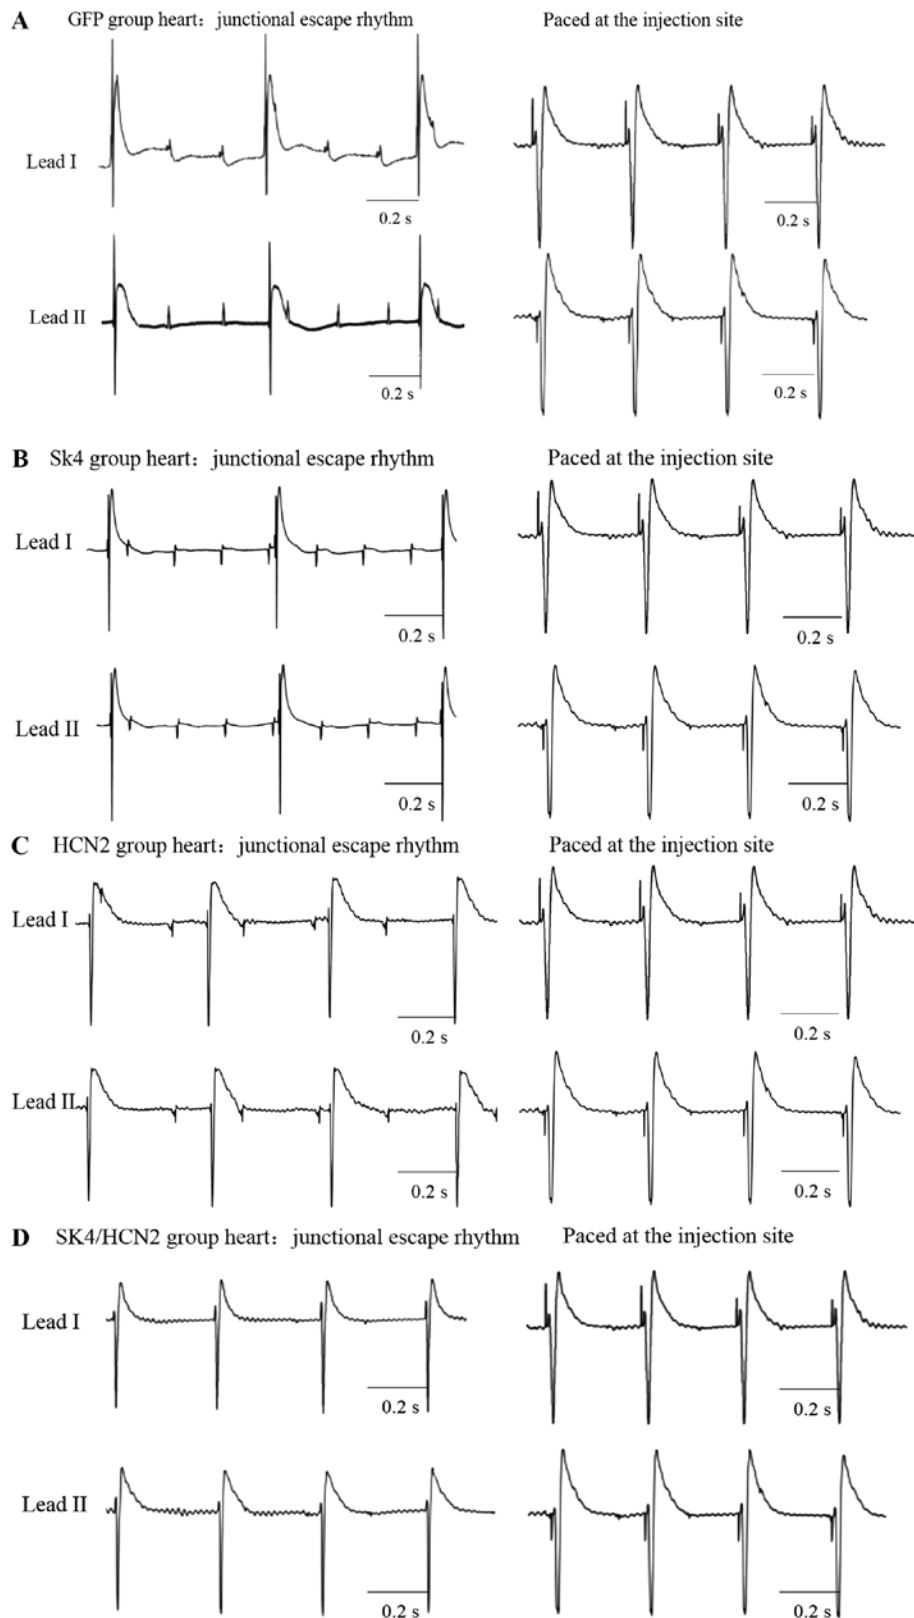 A GFP group heart: junctional escape rhythm Paced at the injection site
Lead I
0.2 s 0.2 s
Lead II
0.2 s 0.2 s
B Sk4 group heart: junctional escape rhythm Paced at the injection site
Lead I
0.2 s 0.2 s
Lead II
0.2 s 0.2 s
C HCN2 group heart: junctional escape rhythm Paced at the injection site
Lead I
0.2 s 0.2 s
Lead II
0.2 s 0.2 s
D SK4/HCN2 group heart: junctional escape rhythm Paced at the injection site
Lead I
0.2 s 0.2 s
Lead II
0.2 s 0.2 s